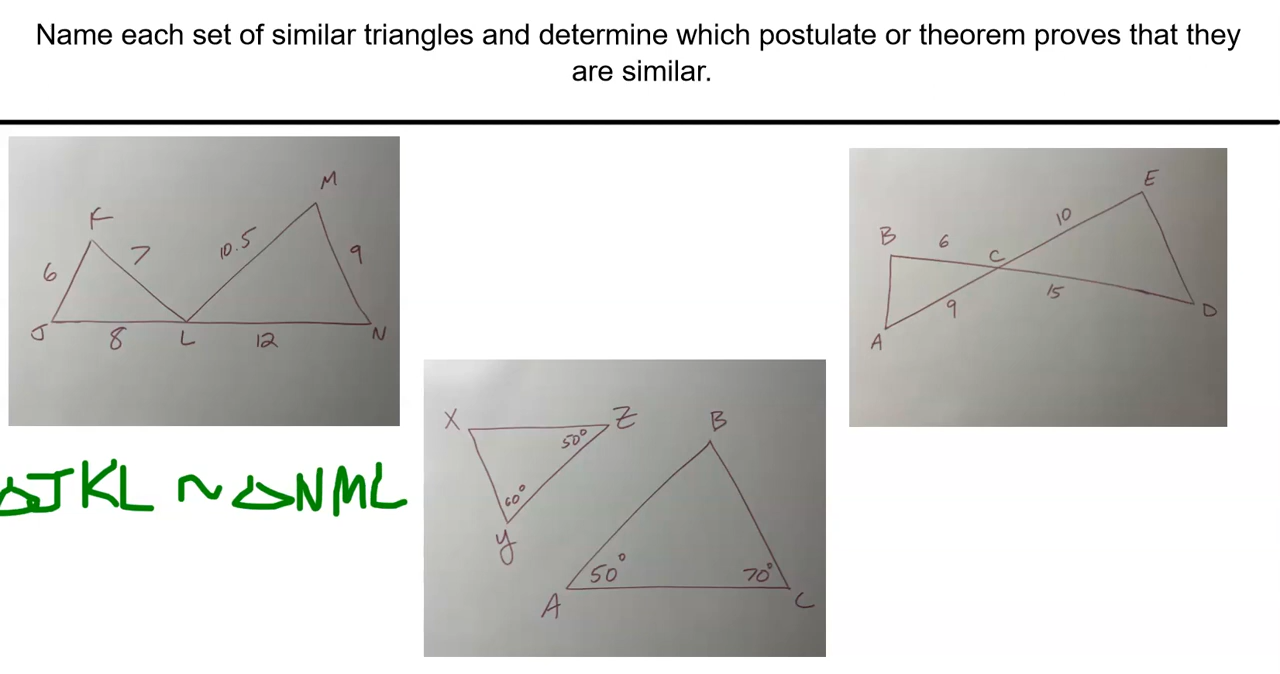 Name each set of similar triangles and determine which postulate or theorem proves that they
are similar.
K
M
6
7
10.5
9
J
8
L
12
N
△JKL ~ △NML
X
Z
50°
60°
y
B
50°
70°
A
C
E
B
6
C
10
9
15
A
D